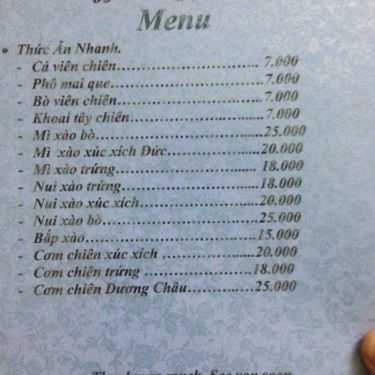 Menu
• Thức Ăn Nhanh.
- Cá viên chiên........................ 7.000
- Phô mai que........................7.000
- Bò viên chiên........................7.000
- Khoai tây chiên........................7.000
- Mì xào bò........................25.000
- Mì xào xúc xích Đức..................20.000
- Mì xào trứng........................ 18.000
- Nui xào trứng........................18.000
- Nui xào xúc xích.....................20.000
- Nui xào bò........................25.000
- Bắp xào........................15.000
- Cơm chiên xúc xích ..................20.000
- Cơm chiên trứng ..................18.000
- Cơm chiên Dương Châu...............25.000
See you soon